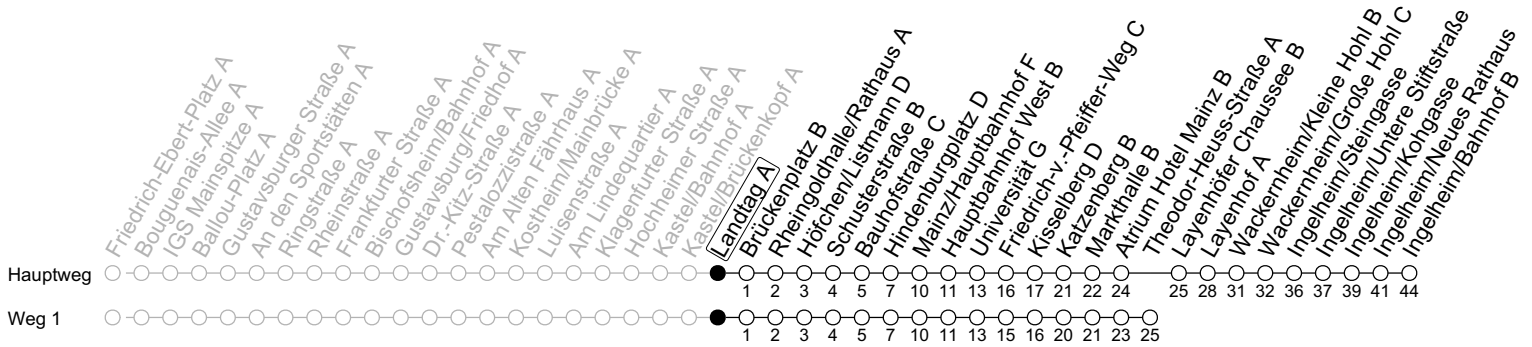 Friedrich-Ebert-Platz A
Bouguenais-Allee A
IGS Mainspitze A
Ballou-Platz A
Gustavsburger Straße A
An den Sportstätten A
Ringstraße A
Rheinstraße A
Frankfurter Straße A
Bischofsheim/Bahnhof A
Gustavsburg/Friedhof A
Dr.-Kitz-Straße A
Pestalozzistraße A
Am Alten Fährhaus A
Kostheim/Mainbrücke A
Luisenstraße A
Am Lindequartier A
Klagenfurter Straße A
Hochheimer Straße A
Kastel/Bahnhof A
Kastel/Brückenkopf A
Landtag A
Brückenplatz B
Rheingoldhalle/Rathaus A
Höfchen/Listmann D
Schusterstraße B
Bauhofstraße C
Hindenburgplatz D
Mainz/Hauptbahnhof F
Hauptbahnhof West B
Universität G
Friedrich-v.-Pfeiffer-Weg C
Kisselberg D
Katzenberg B
Markthalle B
Atrium Hotel Mainz B
Theodor-Heuss-Straße A
Layenhöfer Chaussee B
Layenhof A
Wackernheim/Kleine Hohl B
Wackernheim/Große Hohl C
Ingelheim/Steingasse
Ingelheim/Untere Stiftstraße
Ingelheim/Kohgasse
Ingelheim/Neues Rathaus
Ingelheim/Bahnhof B
Hauptweg
1 2 3 4 5 7 10 11 13 16 17 21 22 24 25 28 31 32 36 37 39 41 44
Weg 1
1 2 3 4 5 7 10 11 13 15 16 20 21 23 25